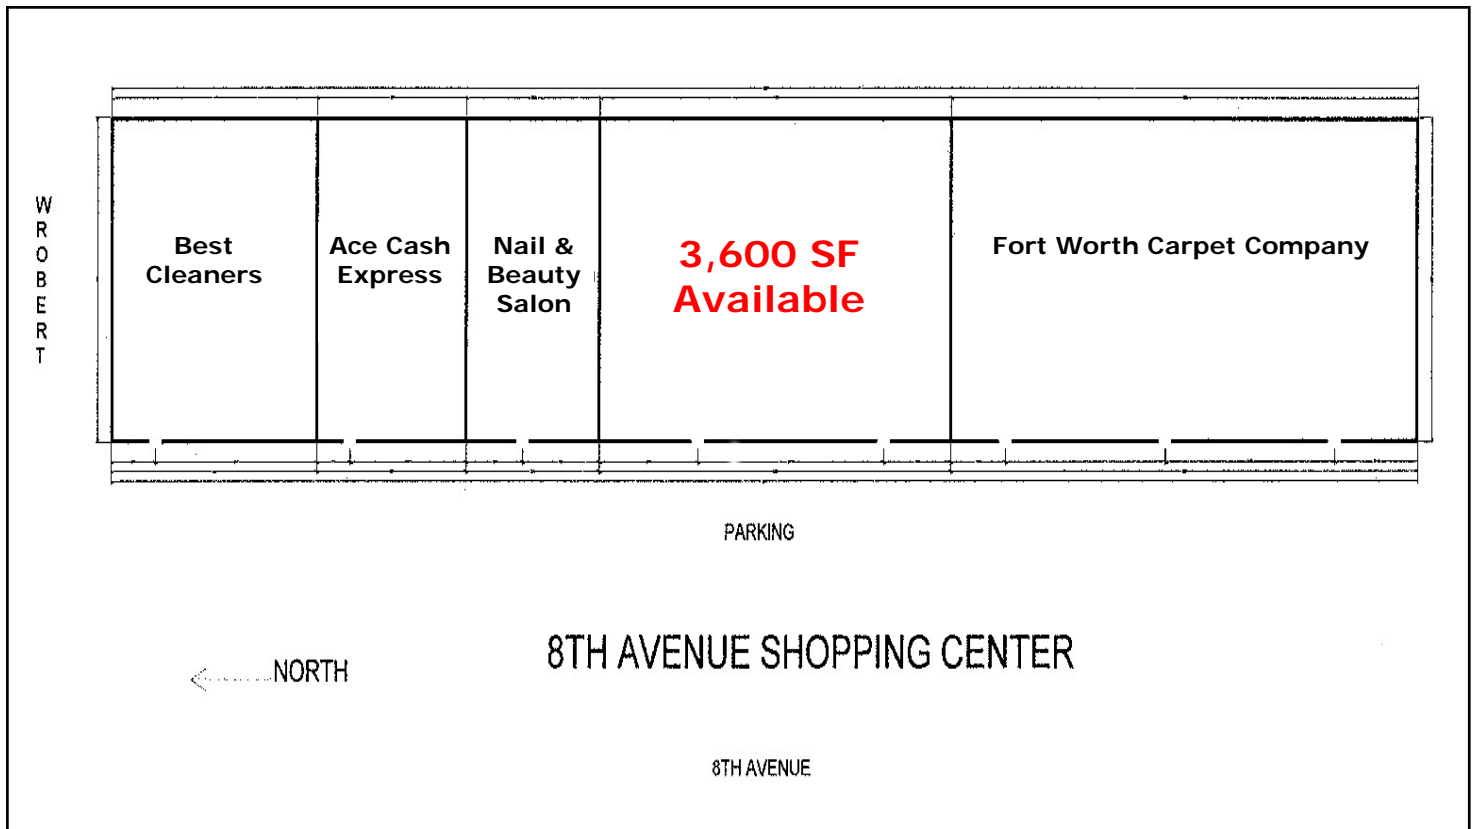 W ROBERT
Best
Cleaners
Ace Cash
Express
Nail &
Beauty
Salon
3,600 SF
Available
Fort Worth Carpet Company
PARKING
8TH AVENUE SHOPPING CENTER
NORTH
8TH AVENUE